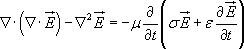 ∇·(∇·E⃗)−∇²E⃗ = −μ ∂/∂t (σE⃗ + ε ∂E⃗/∂t)